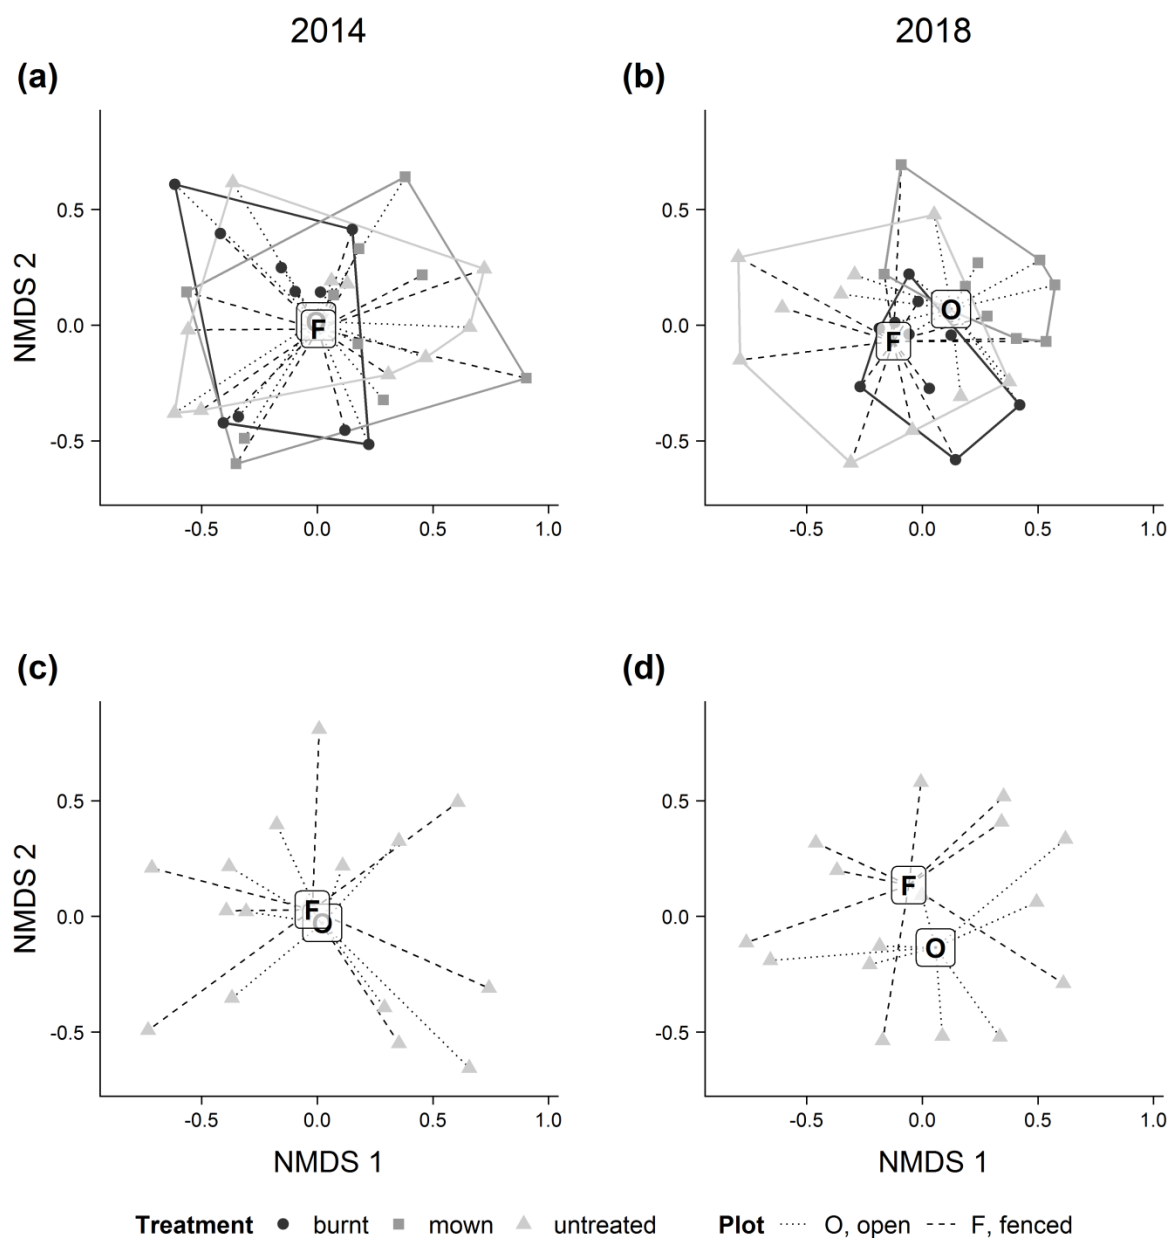 2014 2018
(a) (b)
0.5 0.5
NMDS 2
0.0 0.0
O F O F
-0.5 -0.5
-0.5 0.0 0.5 1.0 -0.5 0.0 0.5 1.0
(c) (d)
0.5 0.5
NMDS 2
F O F O
0.0 0.0
-0.5 -0.5
-0.5 0.0 0.5 1.0 -0.5 0.0 0.5 1.0
NMDS 1 NMDS 1
Treatment burnt mown untreated Plot O, open F, fenced